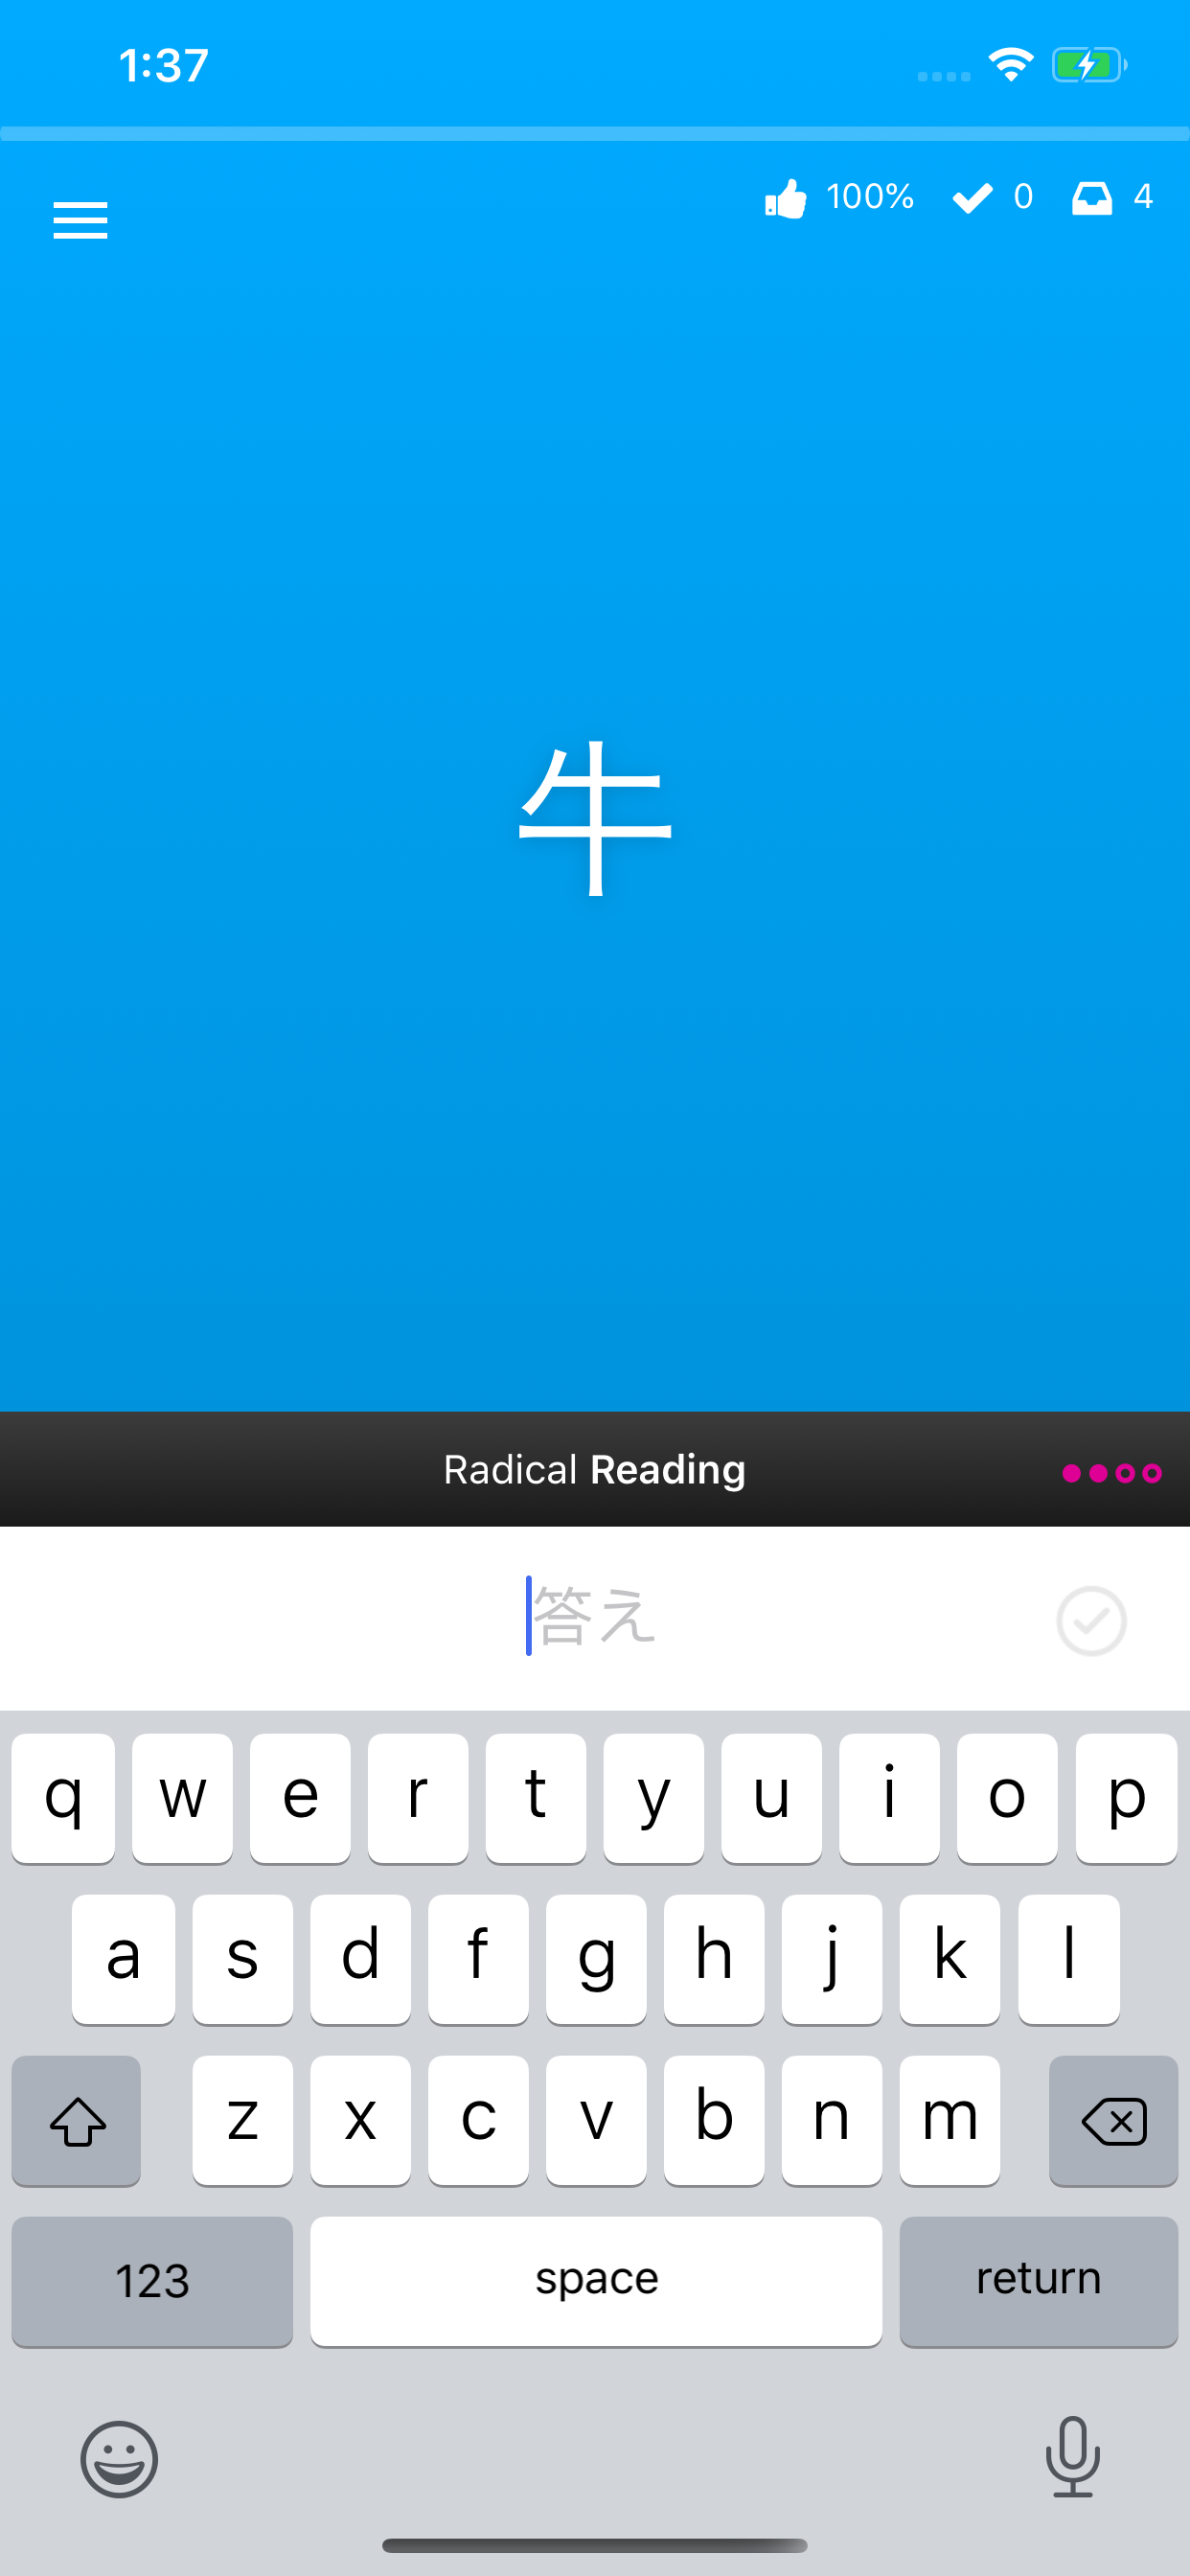 1:37
100% 0 4
牛
Radical Reading
答え
q w e r t y u i o p
a s d f g h j k l
z x c v b n m
123 space return